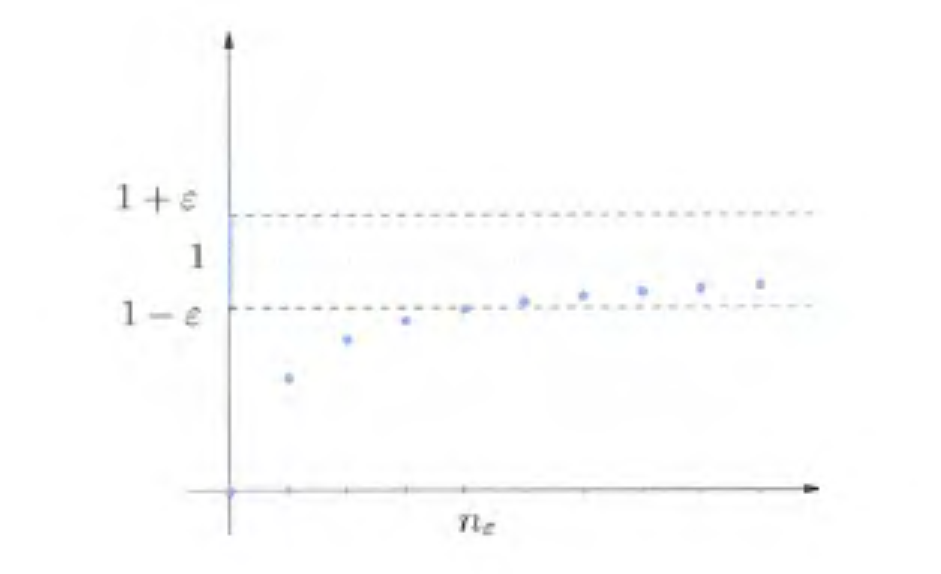 1 + ε
1
1 − ε
n_ε